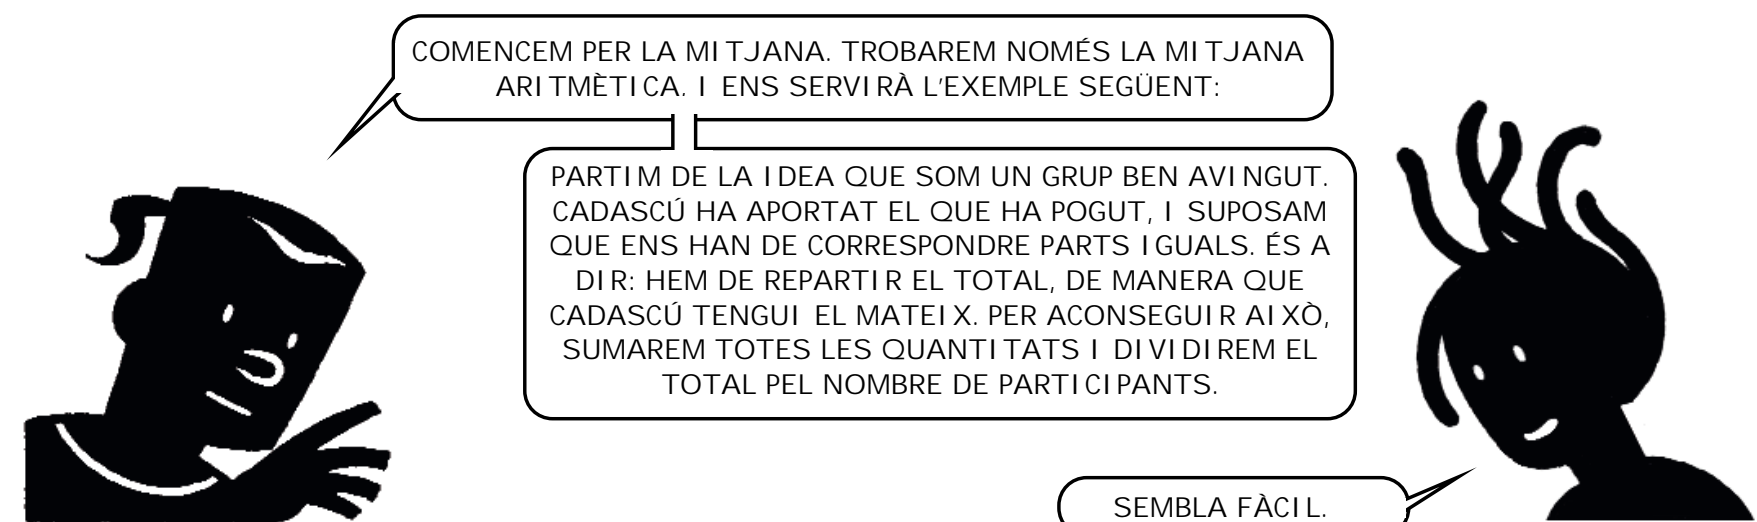 COMENCEM PER LA MITJANA. TROBAREM NOMÉS LA MITJANA
ARITMÈTICA. I ENS SERVIRÀ L'EXEMPLE SEGÜENT:
PARTIM DE LA IDEA QUE SOM UN GRUP BEN AVINGUT.
CADASCÚ HA APORTAT EL QUE HA POGUT, I SUPOSAM
QUE ENS HAN DE CORRESPONDRE PARTS IGUALS. ÉS A
DIR: HEM DE REPARTIR EL TOTAL, DE MANERA QUE
CADASCÚ TENGUI EL MATEIX. PER ACONSEGUIR AIXÒ,
SUMAREM TOTES LES QUANTITATS I DIVIDIREM EL
TOTAL PEL NOMBRE DE PARTICIPANTS.
SEMBLA FÀCIL.